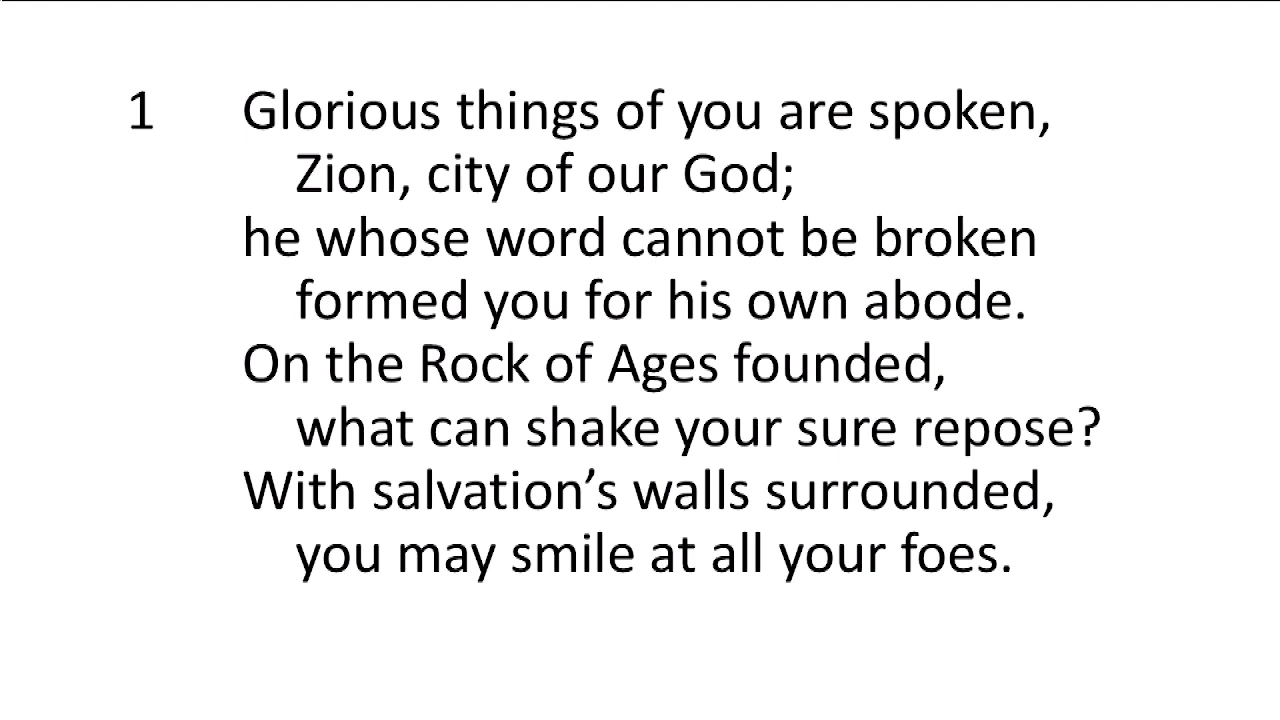 1 Glorious things of you are spoken,
Zion, city of our God;
he whose word cannot be broken
formed you for his own abode.
On the Rock of Ages founded,
what can shake your sure repose?
With salvation’s walls surrounded,
you may smile at all your foes.